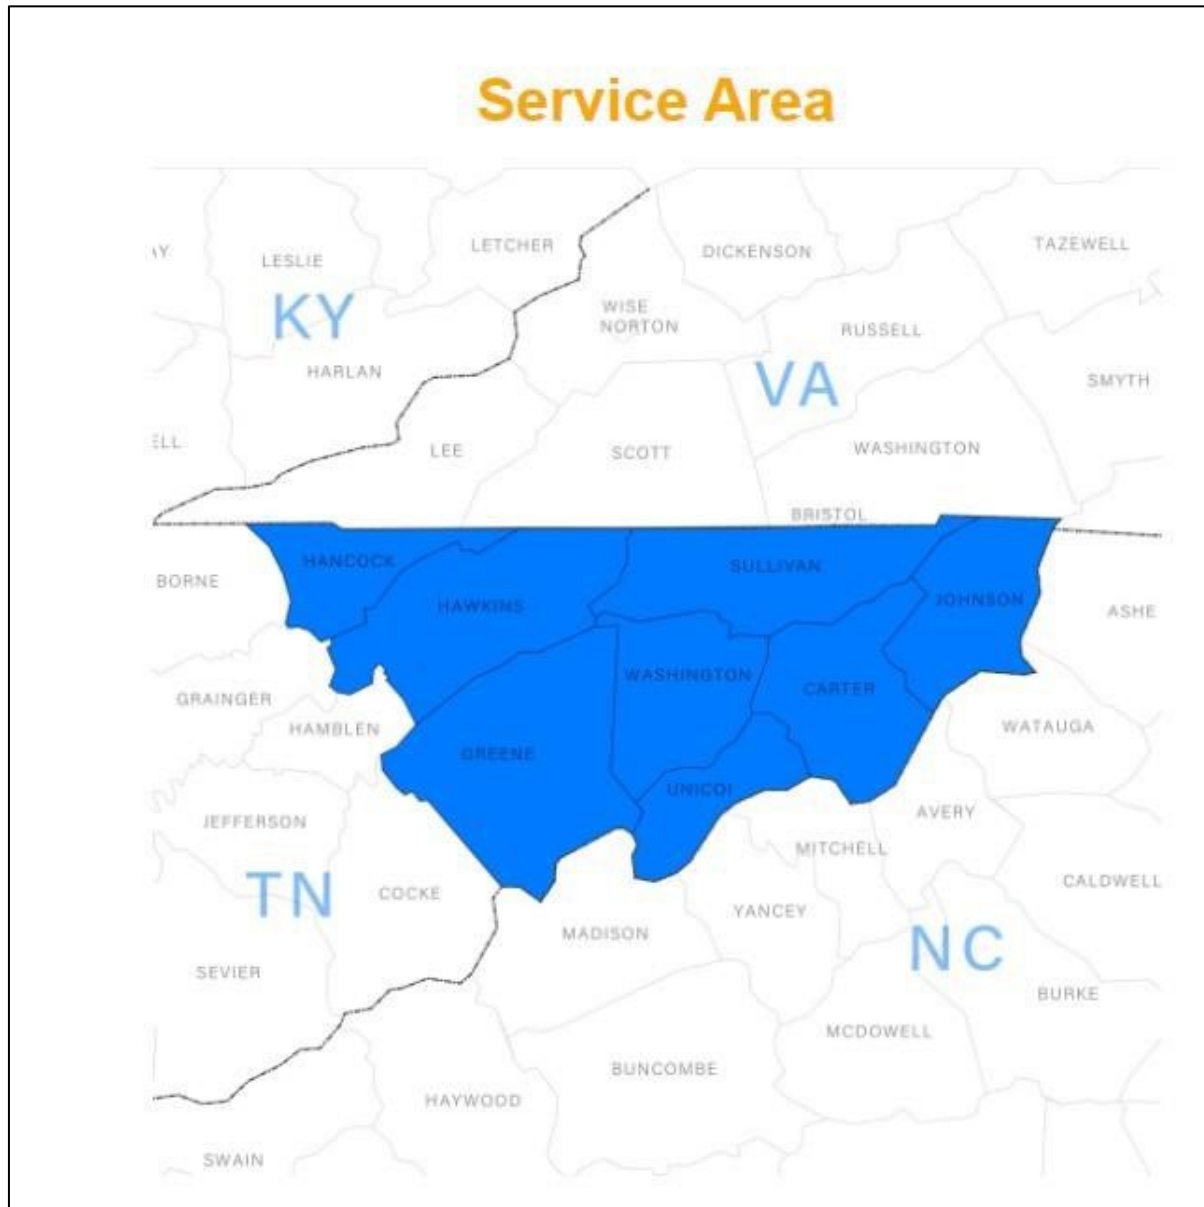 Service Area
AY
LESLIE
LETCHER
DICKENSON
TAZEWELL
KY
WISE
NORTON
RUSSELL
HARLAN
VA
SMYTH
ELL
LEE
SCOTT
WASHINGTON
BRISTOL
HANCOCK
SULLIVAN
BORNE
HAWKINS
JOHNSON
ASHE
GRAINGER
WASHINGTON
CARTER
HAMBLEN
WATAUGA
GREENE
UNICOI
JEFFERSON
AVERY
MITCHELL
TN
COCKE
CALDWELL
YANCEY
MADISON
NC
SEVIER
BURKE
MCDOWELL
BUNCOMBE
HAYWOOD
SWAIN